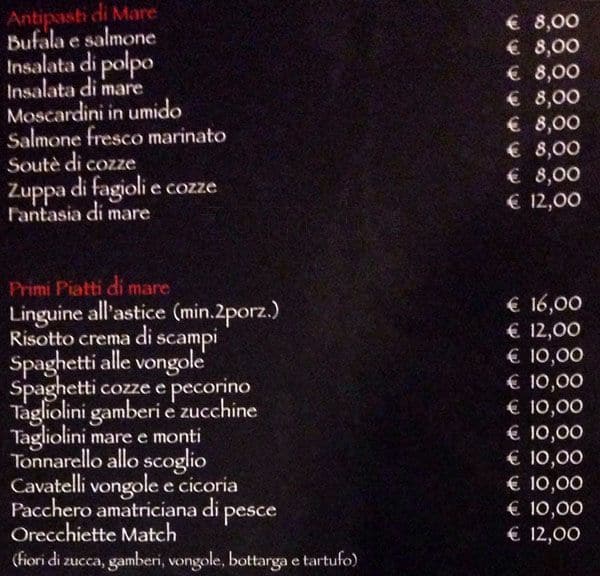 Antipasti di Mare
Bufala e salmone € 8,00
Insalata di polpo € 8,00
Insalata di mare € 8,00
Moscardini in umido € 8,00
Salmone fresco marinato € 8,00
Soutè di cozze € 8,00
Zuppa di fagioli e cozze € 8,00
Fantasia di mare € 12,00
Primi Piatti di mare
Linguine all'astice (min.2porz.) € 16,00
Risotto crema di scampi € 12,00
Spaghetti alle vongole € 10,00
Spaghetti cozze e pecorino € 10,00
Tagliolini gamberi e zucchine € 10,00
Tagliolini mare e monti € 10,00
Tonnarello allo scoglio € 10,00
Cavatelli vongole e cicoria € 10,00
Pacchero amatriciana di pesce € 10,00
Orecchiette Match € 12,00
(fiori di zucca, gamberi, vongole, bottarga e tartufo)